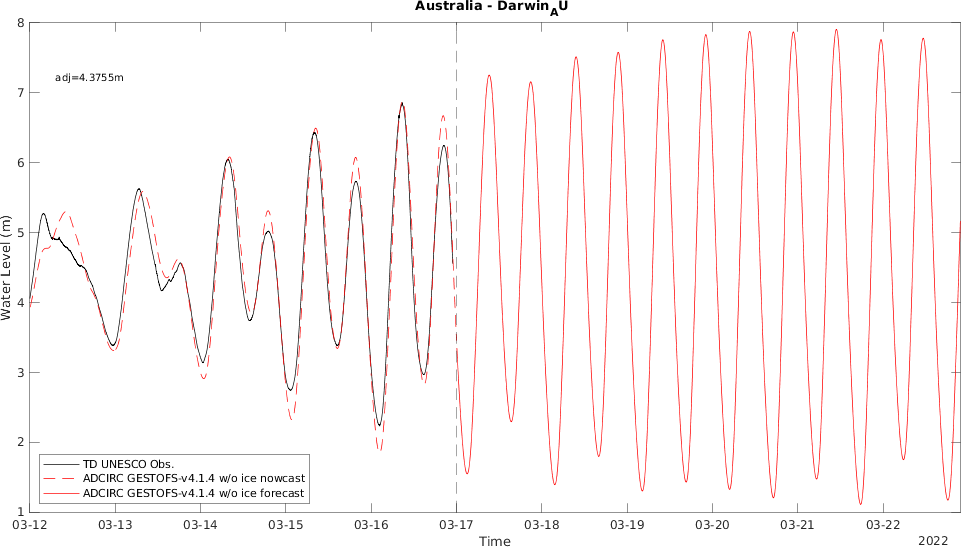 Australia - Darwin_AU
8
adj=4.3755m
7
6
5
Water Level (m)
4
3
2
TD UNESCO Obs.
ADCIRC GESTOFS-v4.1.4 w/o ice nowcast
ADCIRC GESTOFS-v4.1.4 w/o ice forecast
1
03-12 03-13 03-14 03-15 03-16 03-17 03-18 03-19 03-20 03-21 03-22
Time
2022